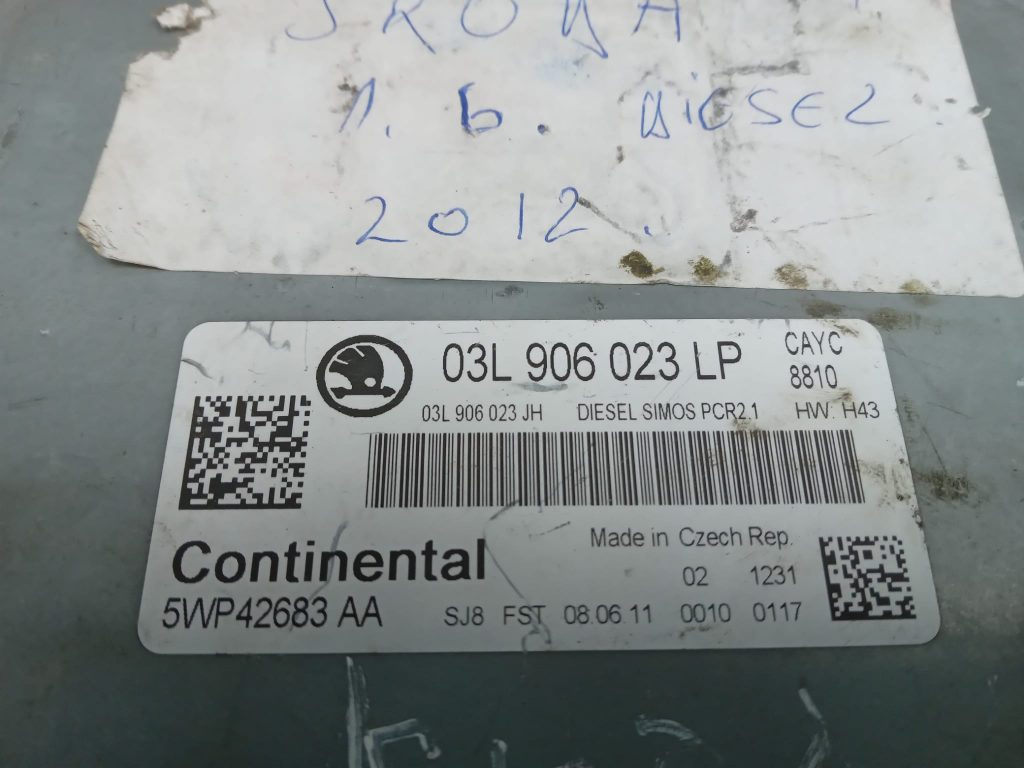 ŠKODA
1.6. DIESEL
2012.
03L 906 023 LP
CAYC
8810
03L 906 023 JH DIESEL SIMOS PCR2.1 HW: H43
Continental
Made in Czech Rep.
02 1231
5WP42683 AA SJ8 FST 08.06.11 0010 0117